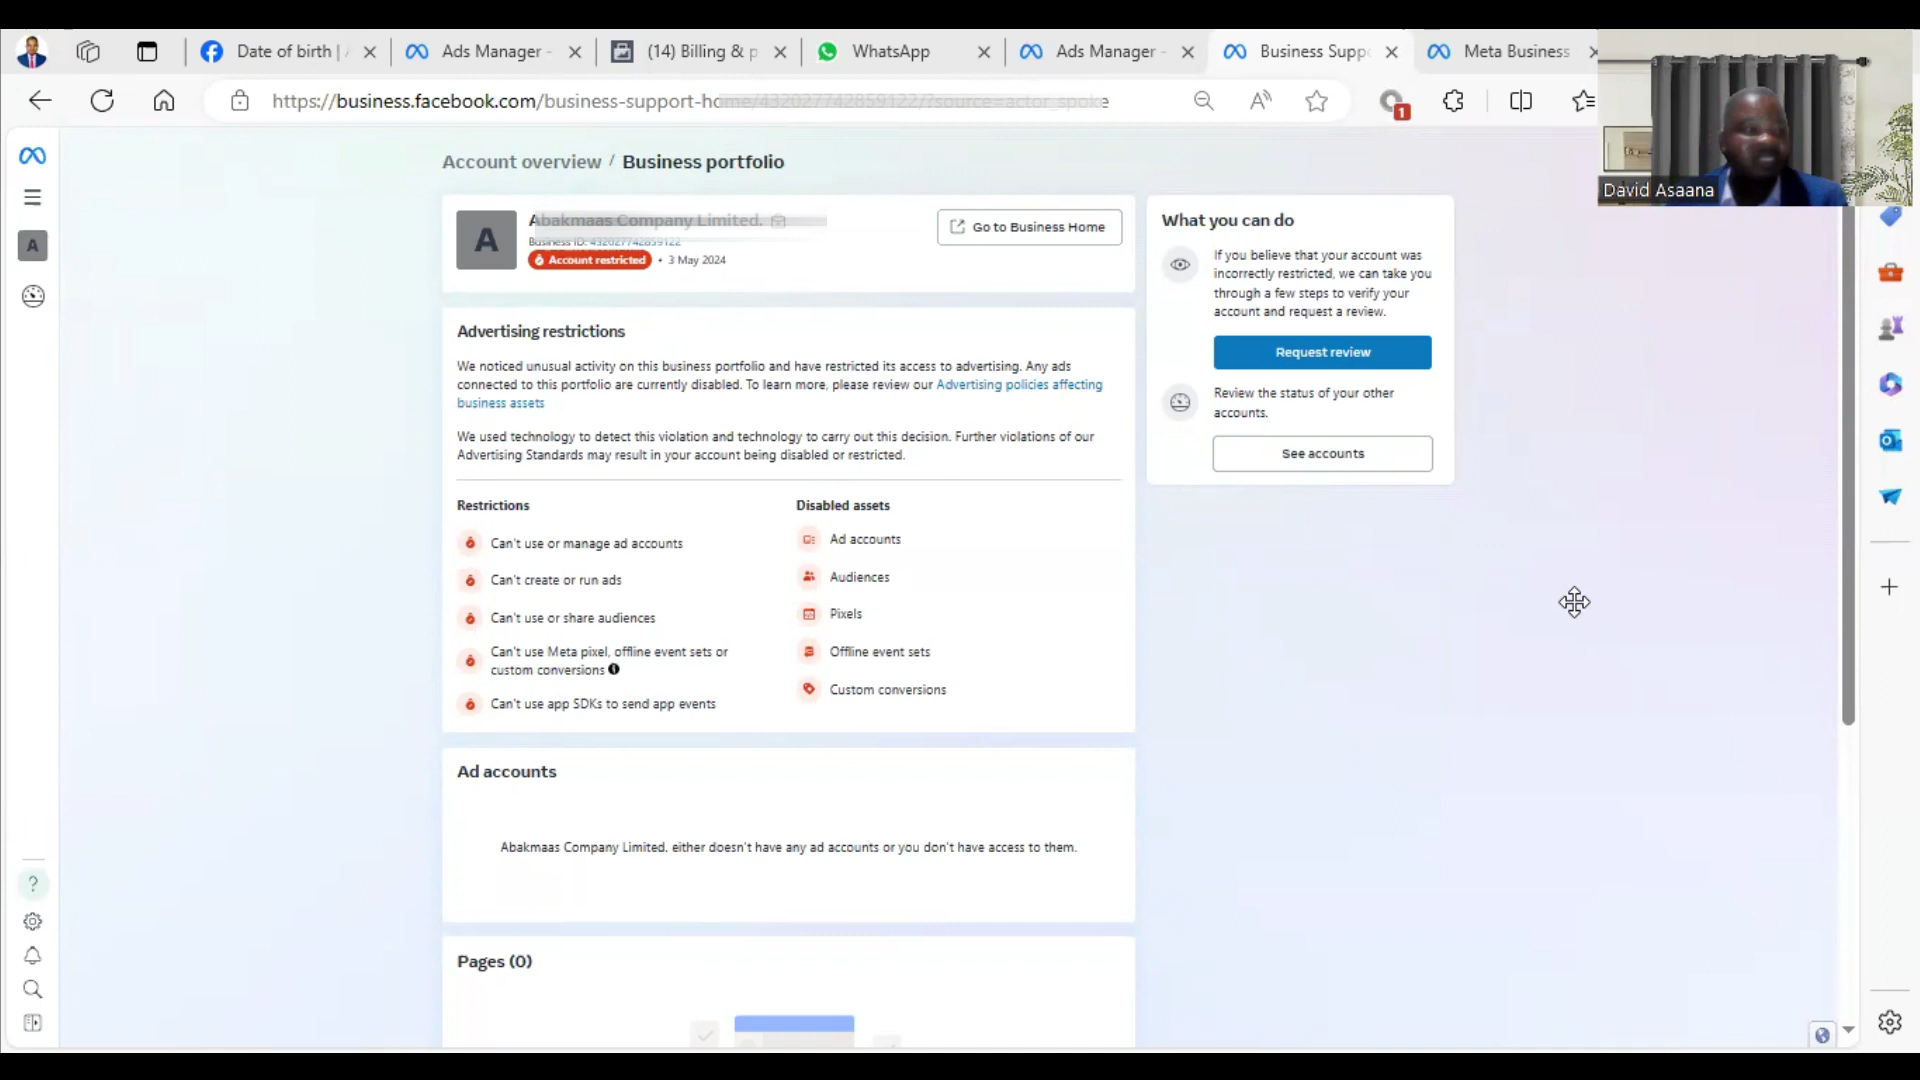 Date of birth |
Ads Manager -
(14) Billing & p
WhatsApp
Ads Manager -
Business Supp
Meta Business
https://business.facebook.com/business-support-home/432027742859122/?source=actor_spoke
1
David Asaana
Account overview / Business portfolio
A
A
Abakmaas Company Limited.
Business ID: 432027742859122
Account restricted • 3 May 2024
Go to Business Home
Advertising restrictions
We noticed unusual activity on this business portfolio and have restricted its access to advertising. Any ads
connected to this portfolio are currently disabled. To learn more, please review our Advertising policies affecting
business assets
We used technology to detect this violation and technology to carry out this decision. Further violations of our
Advertising Standards may result in your account being disabled or restricted.
Restrictions
Can't use or manage ad accounts
Can't create or run ads
Can't use or share audiences
Can't use Meta pixel, offline event sets or
custom conversions
Can't use app SDKs to send app events
Disabled assets
Ad accounts
Audiences
Pixels
Offline event sets
Custom conversions
Ad accounts
Abakmaas Company Limited. either doesn't have any ad accounts or you don't have access to them.
Pages (0)
What you can do
If you believe that your account was
incorrectly restricted, we can take you
through a few steps to verify your
account and request a review.
Request review
Review the status of your other
accounts.
See accounts